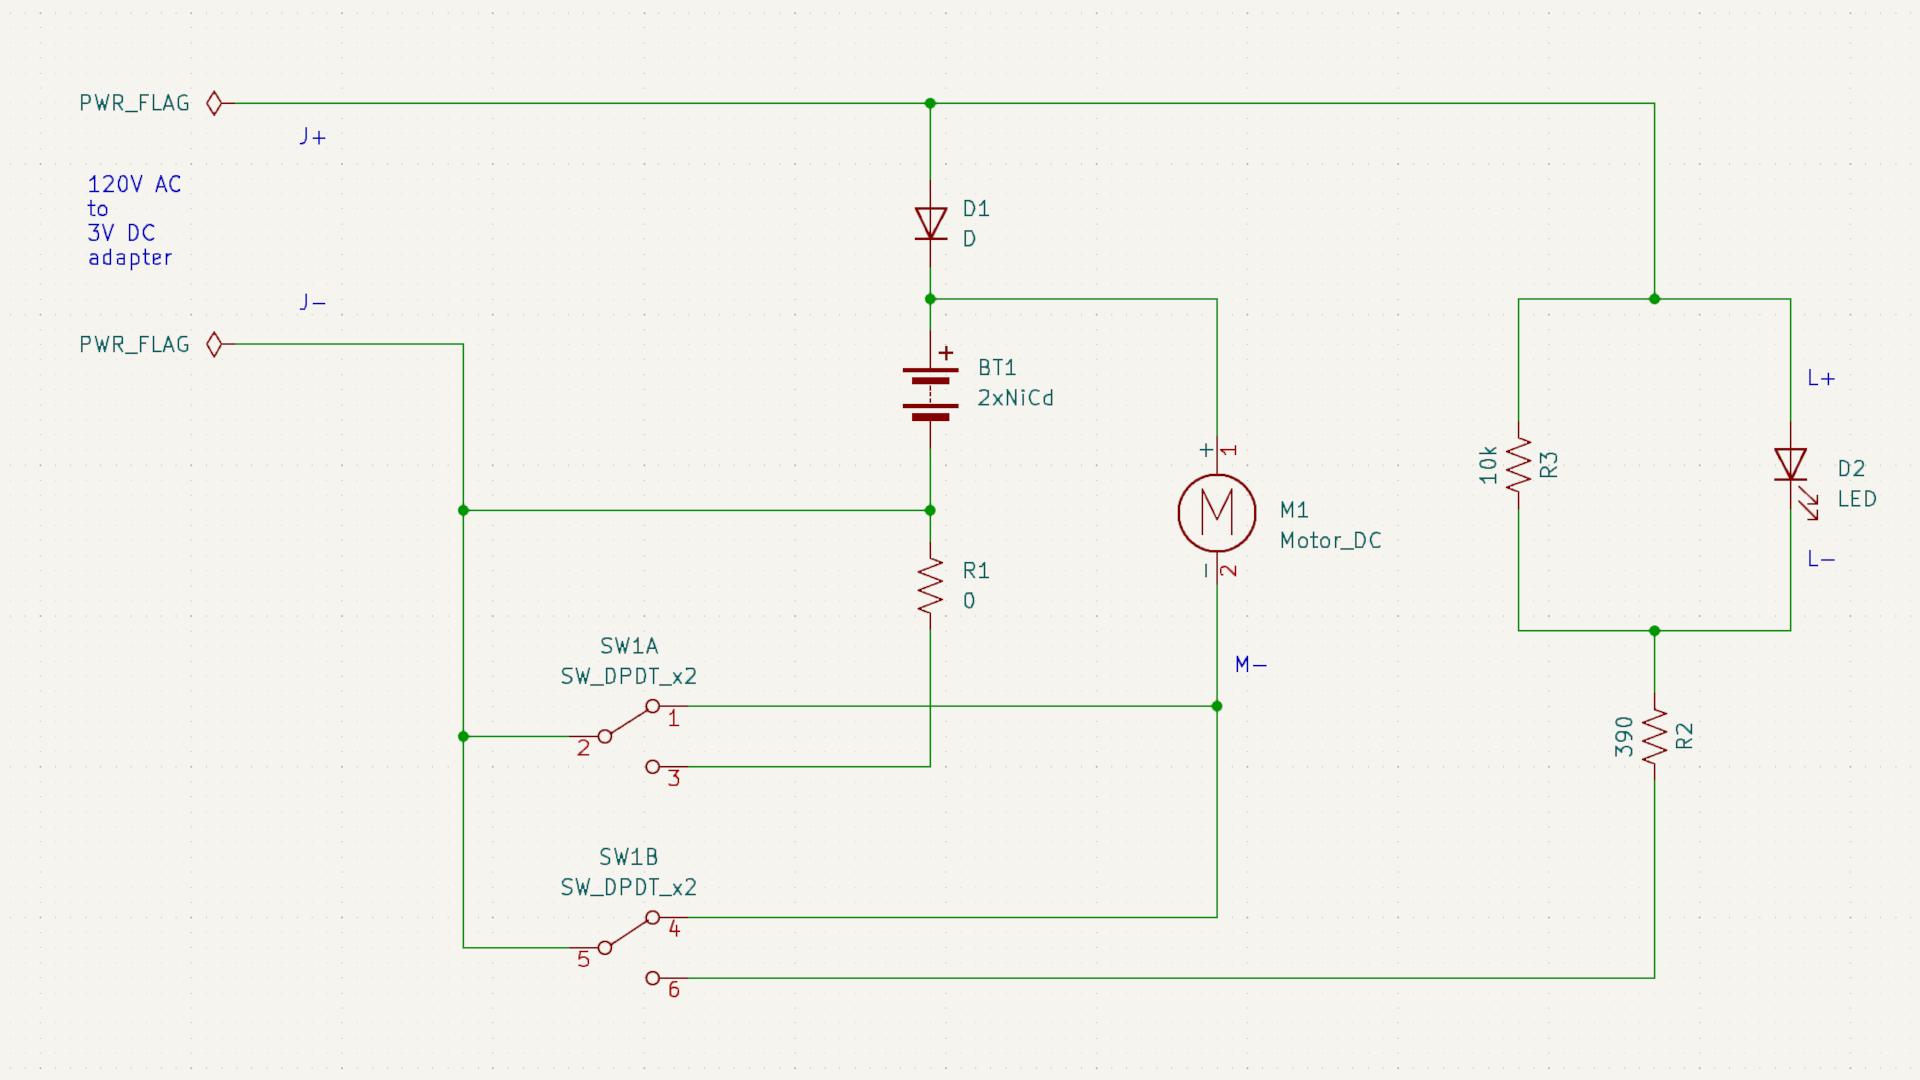 PWR_FLAG
J+
120V AC
to
3V DC
adapter
J−
PWR_FLAG
D1
D
+
BT1
2xNiCd
+
1
M
M1
Motor_DC
−
2
M−
R1
0
SW1A
SW_DPDT_x2
1
2
3
SW1B
SW_DPDT_x2
4
5
6
10k
R3
L+
D2
LED
L−
390
R2